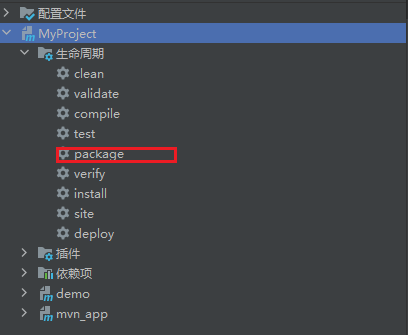 配置文件
MyProject
生命周期
clean
validate
compile
test
package
verify
install
site
deploy
插件
依赖项
demo
mvn_app